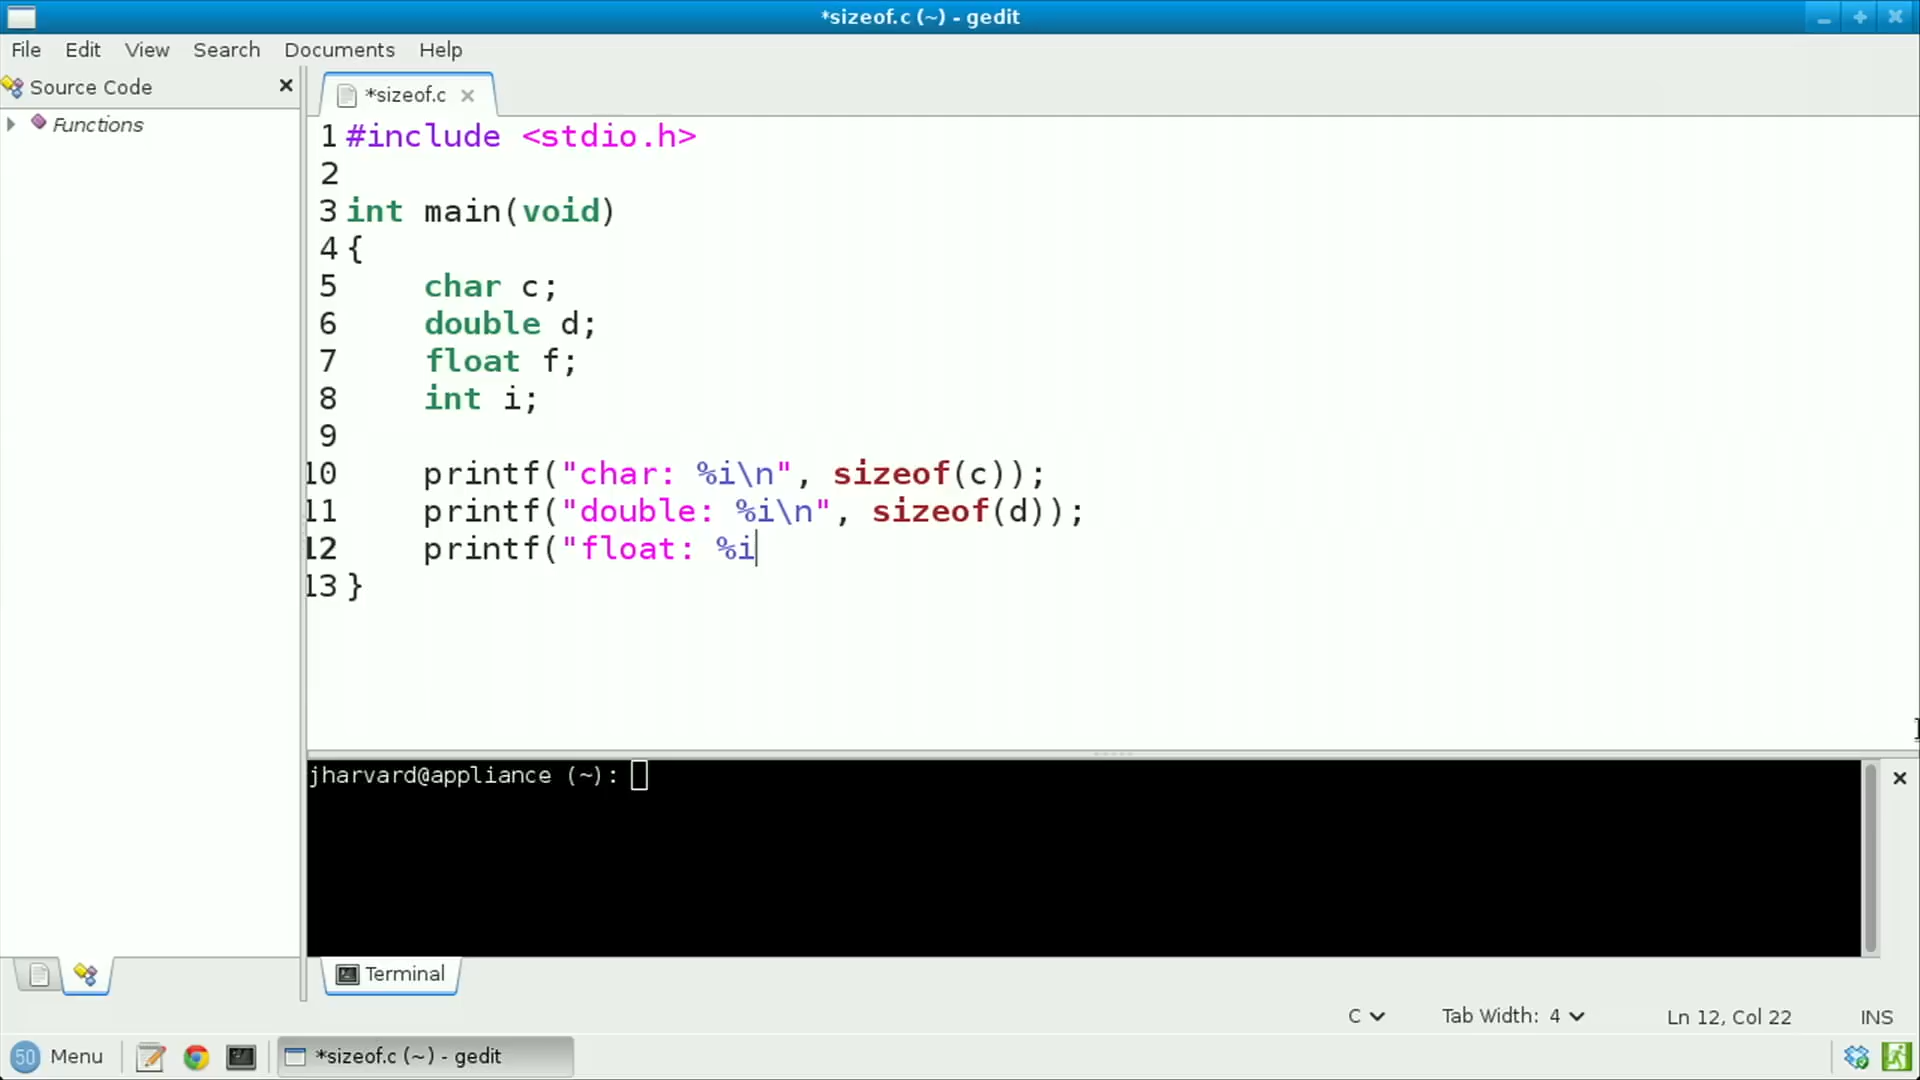 *sizeof.c (~) - gedit
File Edit View Search Documents Help
Source Code
*sizeof.c
Functions
1 #include <stdio.h>
2
3 int main(void)
4 {
5     char c;
6     double d;
7     float f;
8     int i;
9
10     printf("char: %i\n", sizeof(c));
11     printf("double: %i\n", sizeof(d));
12     printf("float: %i
13 }
jharvard@appliance (~):
Terminal
C Tab Width: 4 Ln 12, Col 22 INS
50 Menu *sizeof.c (~) - gedit